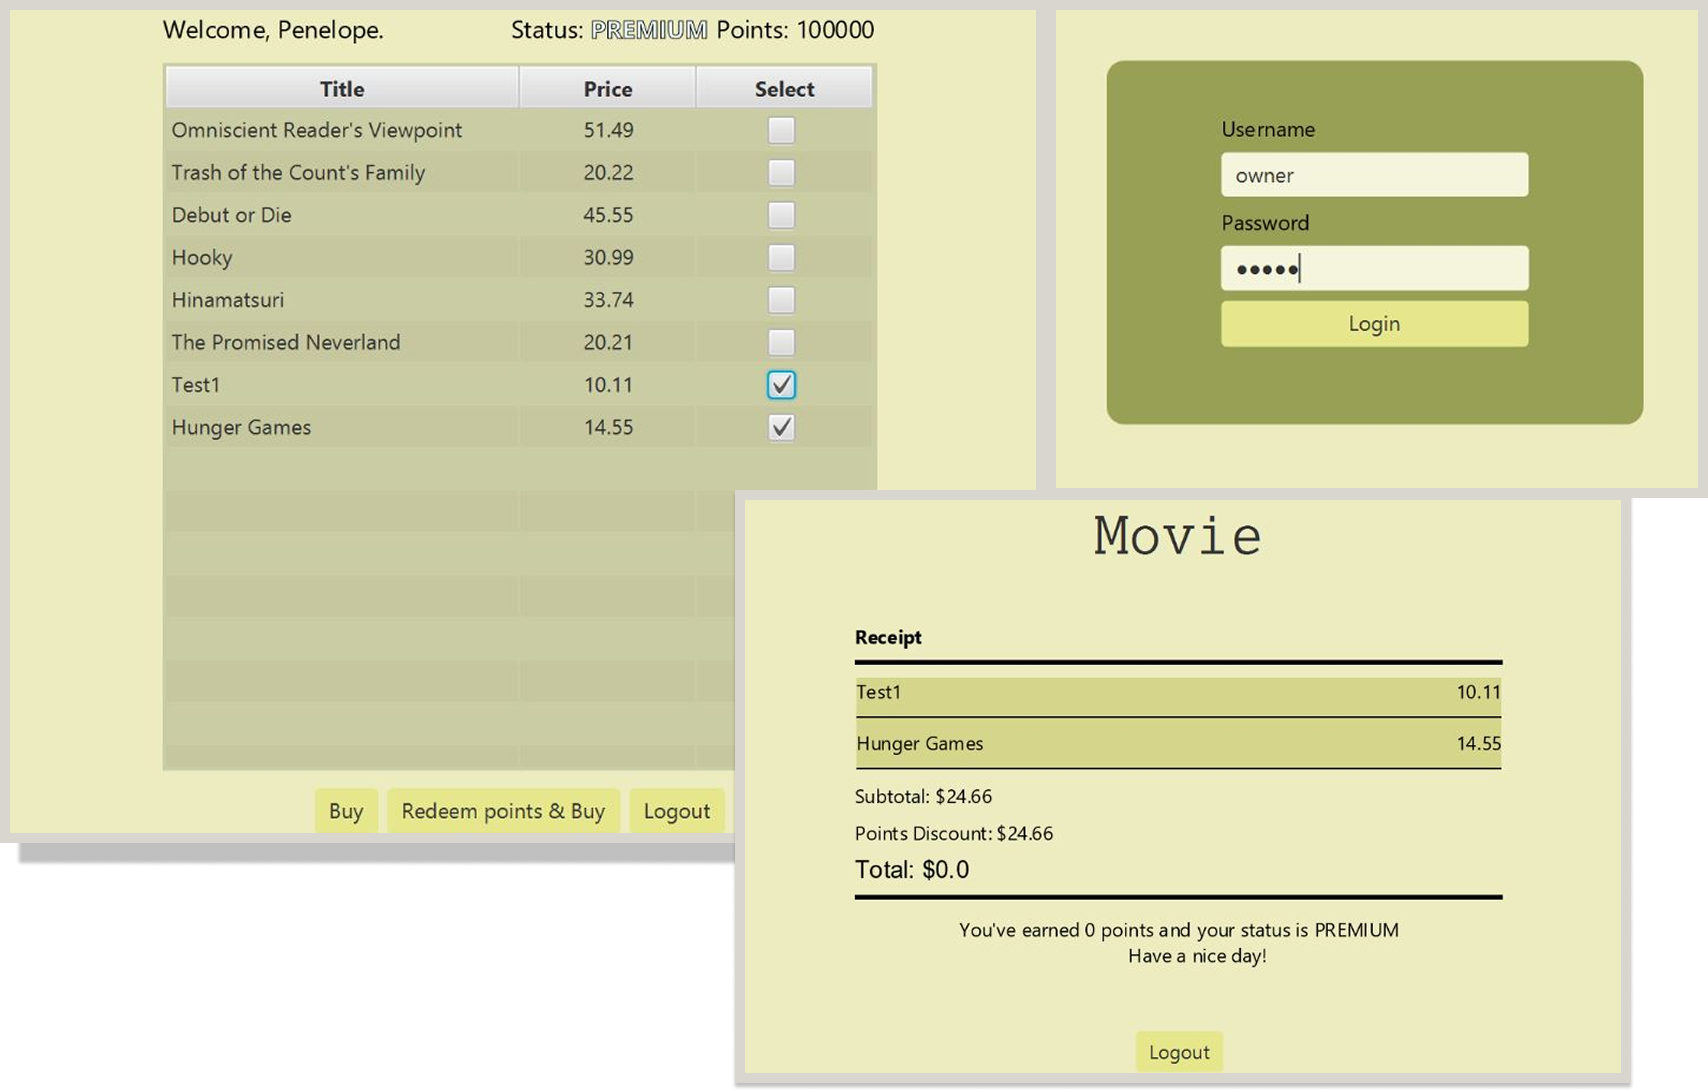 Welcome, Penelope. Status: PREMIUM Points: 100000
Title Price Select
Omniscient Reader's Viewpoint 51.49
Trash of the Count's Family 20.22
Debut or Die 45.55
Hooky 30.99
Hinamatsuri 33.74
The Promised Neverland 20.21
Test1 10.11
Hunger Games 14.55
Buy Redeem points & Buy Logout
Username
owner
Password
•••••
Login
Movie
Receipt
Test1 10.11
Hunger Games 14.55
Subtotal: $24.66
Points Discount: $24.66
Total: $0.0
You've earned 0 points and your status is PREMIUM
Have a nice day!
Logout